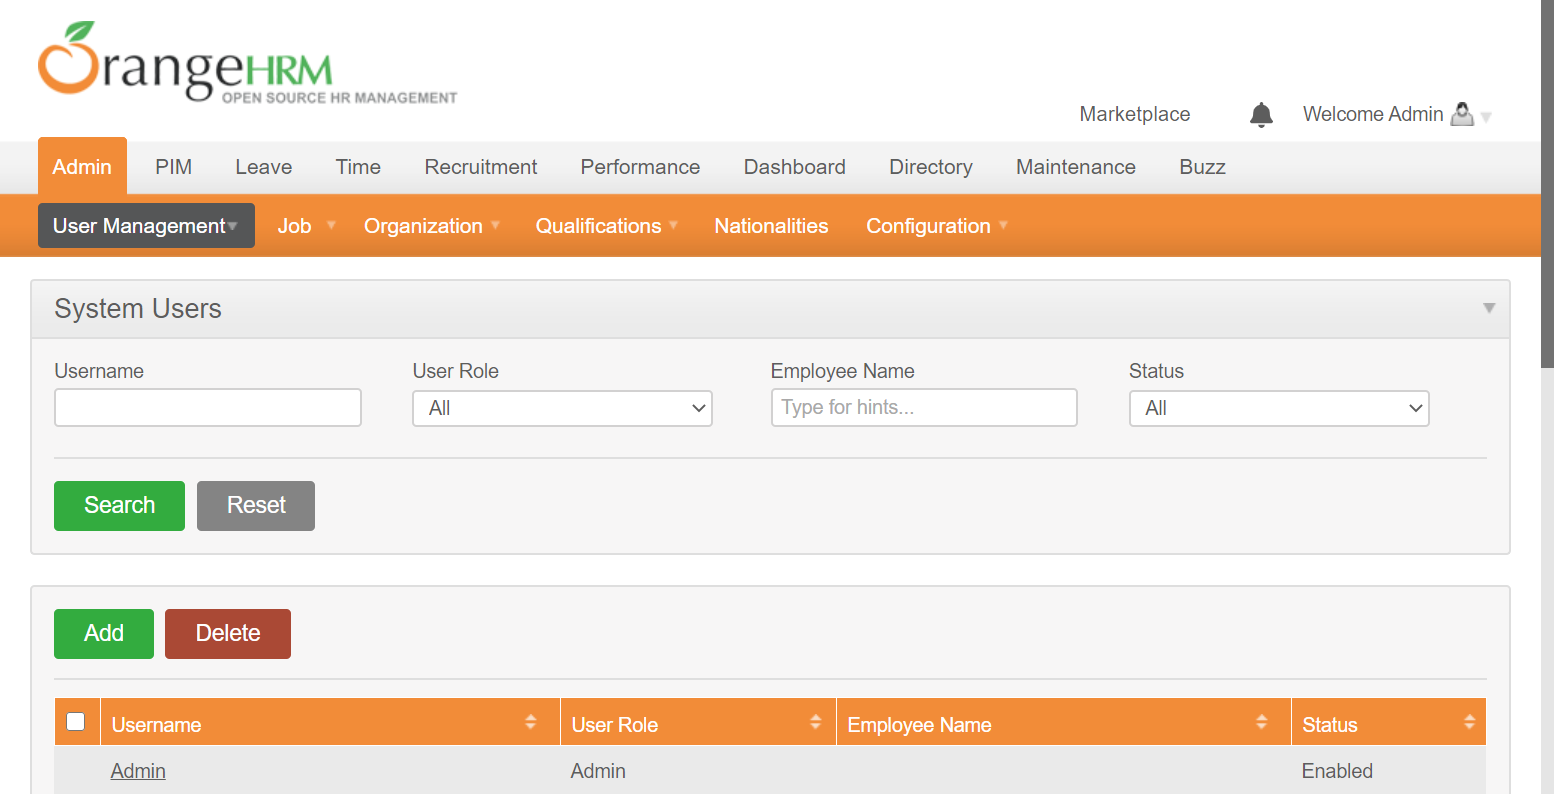 OrangeHRM
OPEN SOURCE HR MANAGEMENT
Marketplace Welcome Admin
Admin PIM Leave Time Recruitment Performance Dashboard Directory Maintenance Buzz
User Management Job Organization Qualifications Nationalities Configuration
System Users
Username User Role Employee Name Status
All Type for hints... All
Search Reset
Add Delete
Username User Role Employee Name Status
Admin Admin Enabled